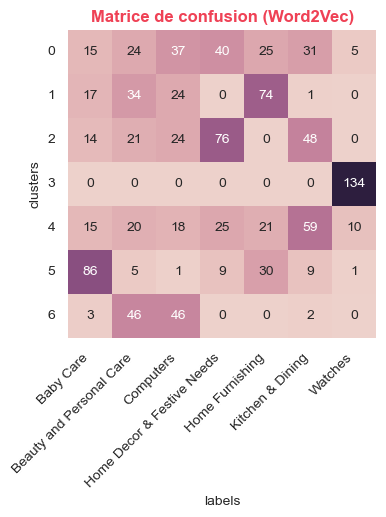 Matrice de confusion (Word2Vec)
0 15 24 37 40 25 31 5
1 17 34 24 0 74 1 0
2 14 21 24 76 0 48 0
3 0 0 0 0 0 0 134
4 15 20 18 25 21 59 10
5 86 5 1 9 30 9 1
6 3 46 46 0 0 2 0
clusters
Baby Care
Beauty and Personal Care
Computers
Home Decor & Festive Needs
Home Furnishing
Kitchen & Dining
Watches
labels